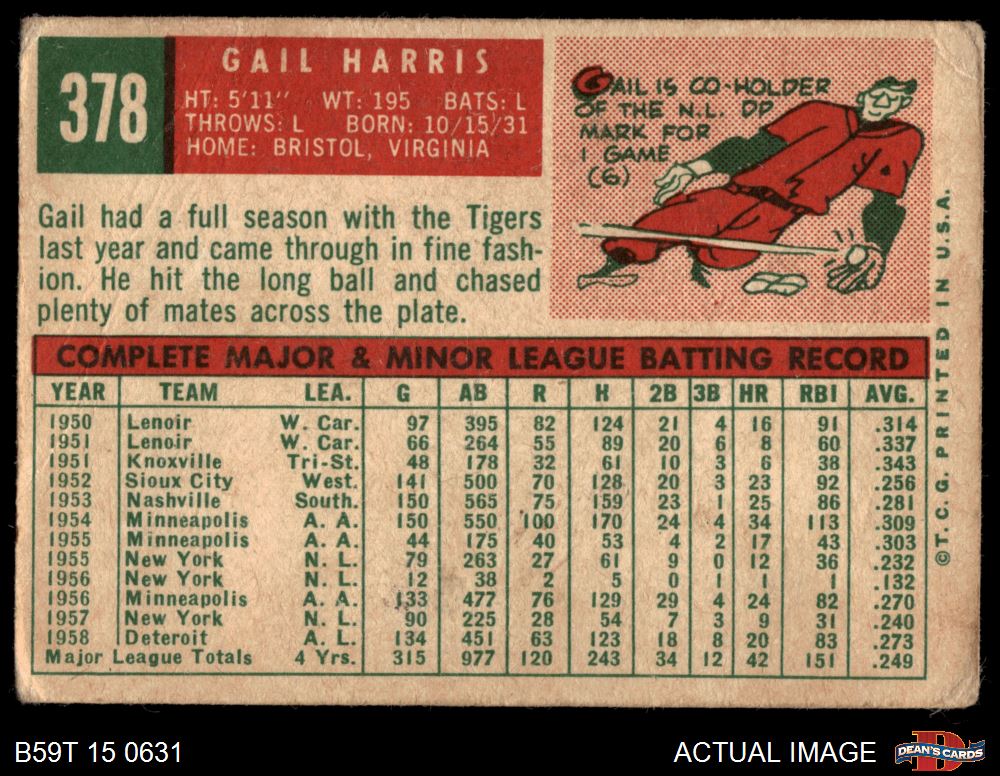 378
GAIL HARRIS
HT: 5'11" WT: 195 BATS: L
THROWS: L BORN: 10/15/31
HOME: BRISTOL, VIRGINIA
GAIL IS CO-HOLDER
OF THE N.L. DP
MARK FOR
1 GAME
(6)
Gail had a full season with the Tigers
last year and came through in fine fash-
ion. He hit the long ball and chased
plenty of mates across the plate.
COMPLETE MAJOR & MINOR LEAGUE BATTING RECORD
YEAR TEAM LEA. G AB R H 2B 3B HR RBI AVG.
1950 Lenoir W. Car. 97 395 82 124 21 4 16 91 .314
1951 Lenoir W. Car. 66 264 55 89 20 6 8 60 .337
1951 Knoxville Tri-St. 48 178 32 61 10 3 6 38 .343
1952 Sioux City West. 141 500 70 128 20 3 23 92 .256
1953 Nashville South. 150 565 75 159 23 1 25 86 .281
1954 Minneapolis A. A. 150 550 100 170 24 4 34 113 .309
1955 Minneapolis A. A. 44 175 40 53 4 2 17 43 .303
1955 New York N. L. 79 263 27 61 9 0 12 36 .232
1956 New York N. L. 12 38 2 5 0 1 1 1 .132
1956 Minneapolis A. A. 133 477 76 129 29 4 24 82 .270
1957 New York N. L. 90 225 28 54 7 3 9 31 .240
1958 Deteroit A. L. 134 451 63 123 18 8 20 83 .273
Major League Totals 4 Yrs. 315 977 120 243 34 12 42 151 .249
©T. C. G. PRINTED IN U.S.A.
B59T 15 0631
ACTUAL IMAGE
D
DEAN'S CARDS